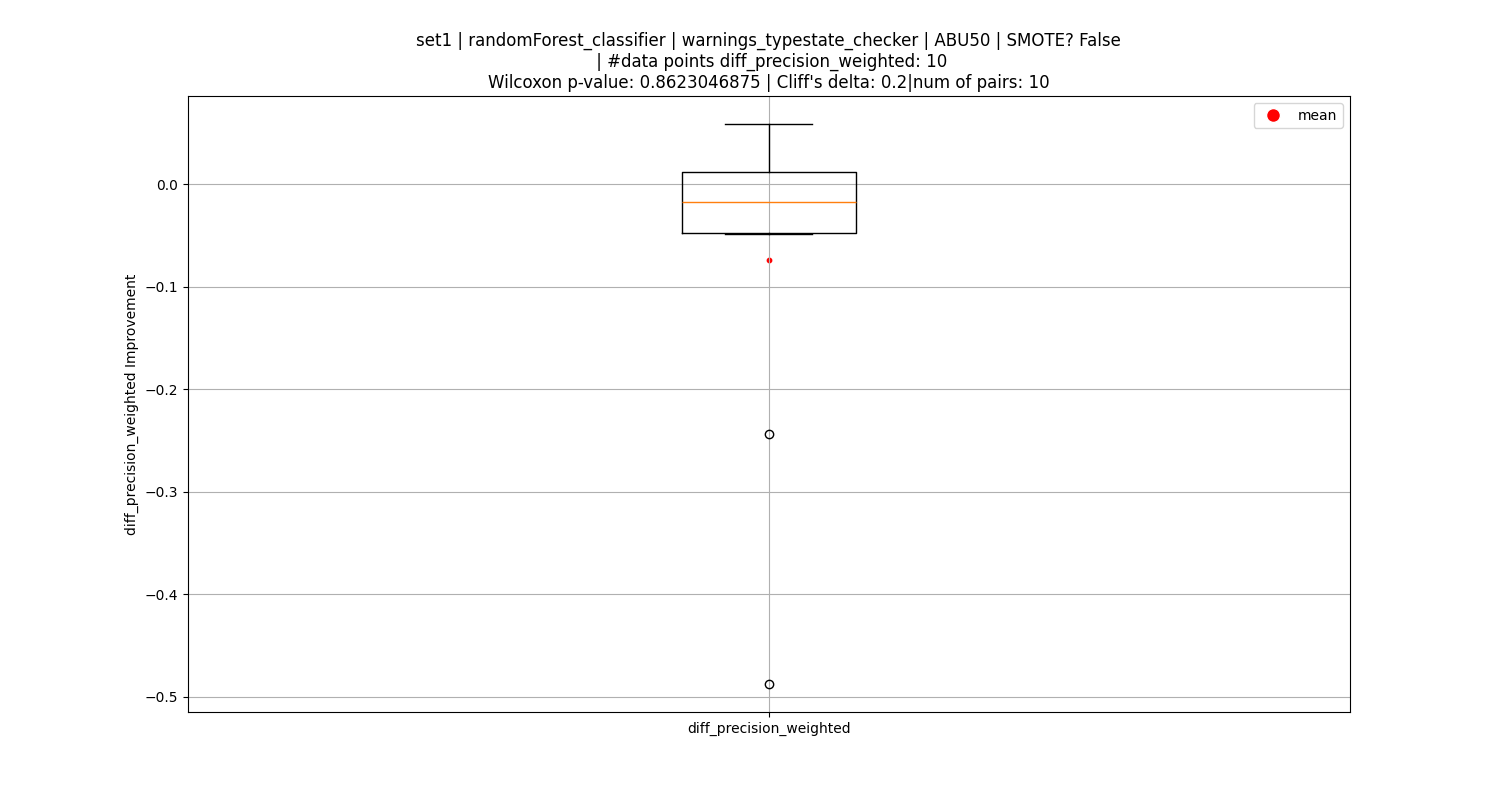 set1 | randomForest_classifier | warnings_typestate_checker | ABU50 | SMOTE? False
| #data points diff_precision_weighted: 10
Wilcoxon p-value: 0.8623046875 | Cliff's delta: 0.2|num of pairs: 10
mean
0.0
−0.1
−0.2
−0.3
−0.4
−0.5
diff_precision_weighted Improvement
diff_precision_weighted